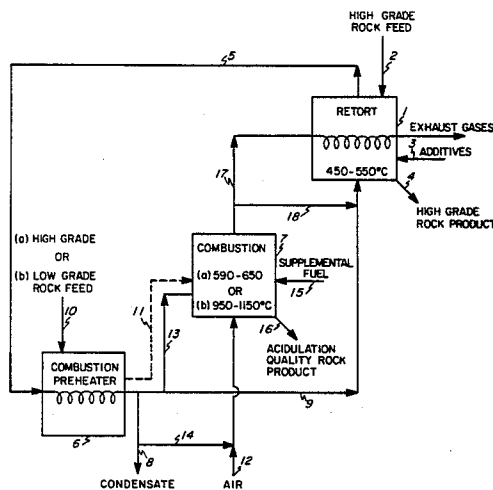 HIGH GRADE
ROCK FEED
5
2
RETORT
1
EXHAUST GASES
3
ADDITIVES
450-550°C
4
17
HIGH GRADE
ROCK PRODUCT
18
(a) HIGH GRADE
OR
(b) LOW GRADE
ROCK FEED
COMBUSTION
7
(a) 590-650
OR
(b) 950-1150°C
SUPPLEMENTAL
FUEL
15
10
11
13
16
ACIDULATION
QUALITY ROCK
PRODUCT
COMBUSTION
PREHEATER
9
6
14
8
12
CONDENSATE
AIR